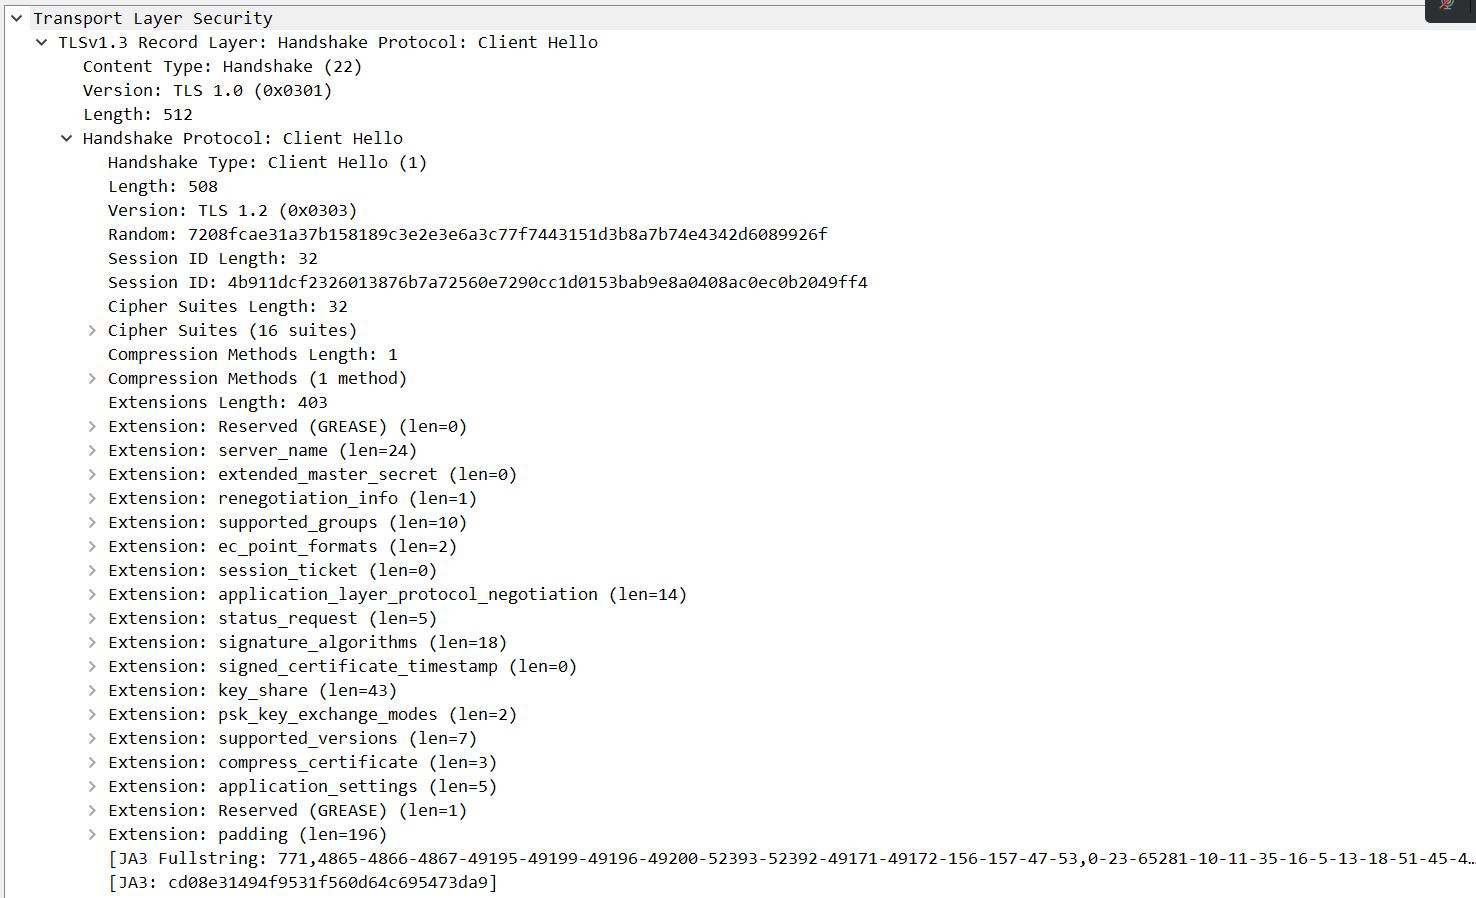 Transport Layer Security
TLSv1.3 Record Layer: Handshake Protocol: Client Hello
Content Type: Handshake (22)
Version: TLS 1.0 (0x0301)
Length: 512
Handshake Protocol: Client Hello
Handshake Type: Client Hello (1)
Length: 508
Version: TLS 1.2 (0x0303)
Random: 7208fcae31a37b158189c3e2e3e6a3c77f7443151d3b8a7b74e4342d6089926f
Session ID Length: 32
Session ID: 4b911dcf2326013876b7a72560e7290cc1d0153bab9e8a0408ac0ec0b2049ff4
Cipher Suites Length: 32
Cipher Suites (16 suites)
Compression Methods Length: 1
Compression Methods (1 method)
Extensions Length: 403
Extension: Reserved (GREASE) (len=0)
Extension: server_name (len=24)
Extension: extended_master_secret (len=0)
Extension: renegotiation_info (len=1)
Extension: supported_groups (len=10)
Extension: ec_point_formats (len=2)
Extension: session_ticket (len=0)
Extension: application_layer_protocol_negotiation (len=14)
Extension: status_request (len=5)
Extension: signature_algorithms (len=18)
Extension: signed_certificate_timestamp (len=0)
Extension: key_share (len=43)
Extension: psk_key_exchange_modes (len=2)
Extension: supported_versions (len=7)
Extension: compress_certificate (len=3)
Extension: application_settings (len=5)
Extension: Reserved (GREASE) (len=1)
Extension: padding (len=196)
[JA3 Fullstring: 771,4865-4866-4867-49195-49199-49196-49200-52393-52392-49171-49172-156-157-47-53,0-23-65281-10-11-35-16-5-13-18-51-45-4…
[JA3: cd08e31494f9531f560d64c695473da9]